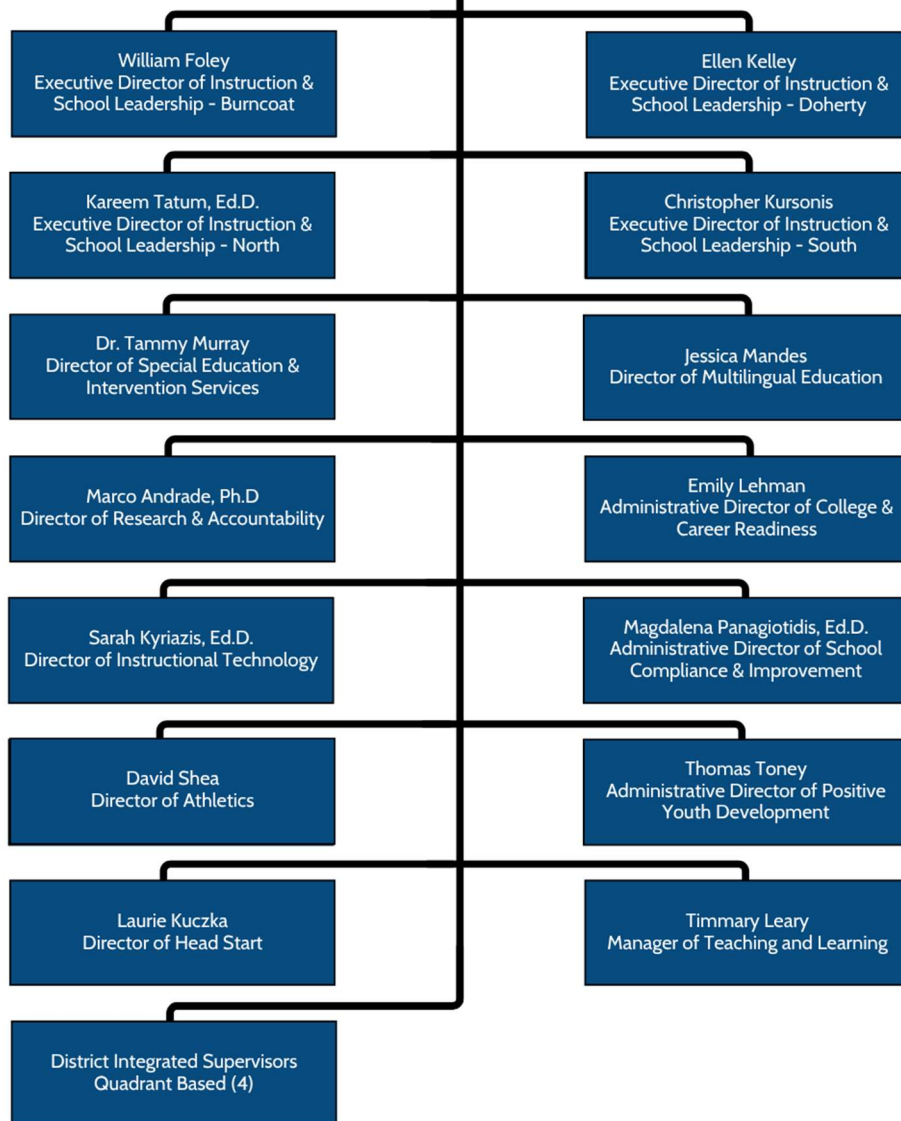 William Foley
Executive Director of Instruction &
School Leadership - Burncoat
Ellen Kelley
Executive Director of Instruction &
School Leadership - Doherty
Kareem Tatum, Ed.D.
Executive Director of Instruction &
School Leadership - North
Christopher Kursonis
Executive Director of Instruction &
School Leadership - South
Dr. Tammy Murray
Director of Special Education &
Intervention Services
Jessica Mandes
Director of Multilingual Education
Marco Andrade, Ph.D
Director of Research & Accountability
Emily Lehman
Administrative Director of College &
Career Readiness
Sarah Kyriazis, Ed.D.
Director of Instructional Technology
Magdalena Panagiotidis, Ed.D.
Administrative Director of School
Compliance & Improvement
David Shea
Director of Athletics
Thomas Toney
Administrative Director of Positive
Youth Development
Laurie Kuczka
Director of Head Start
Timmary Leary
Manager of Teaching and Learning
District Integrated Supervisors
Quadrant Based (4)